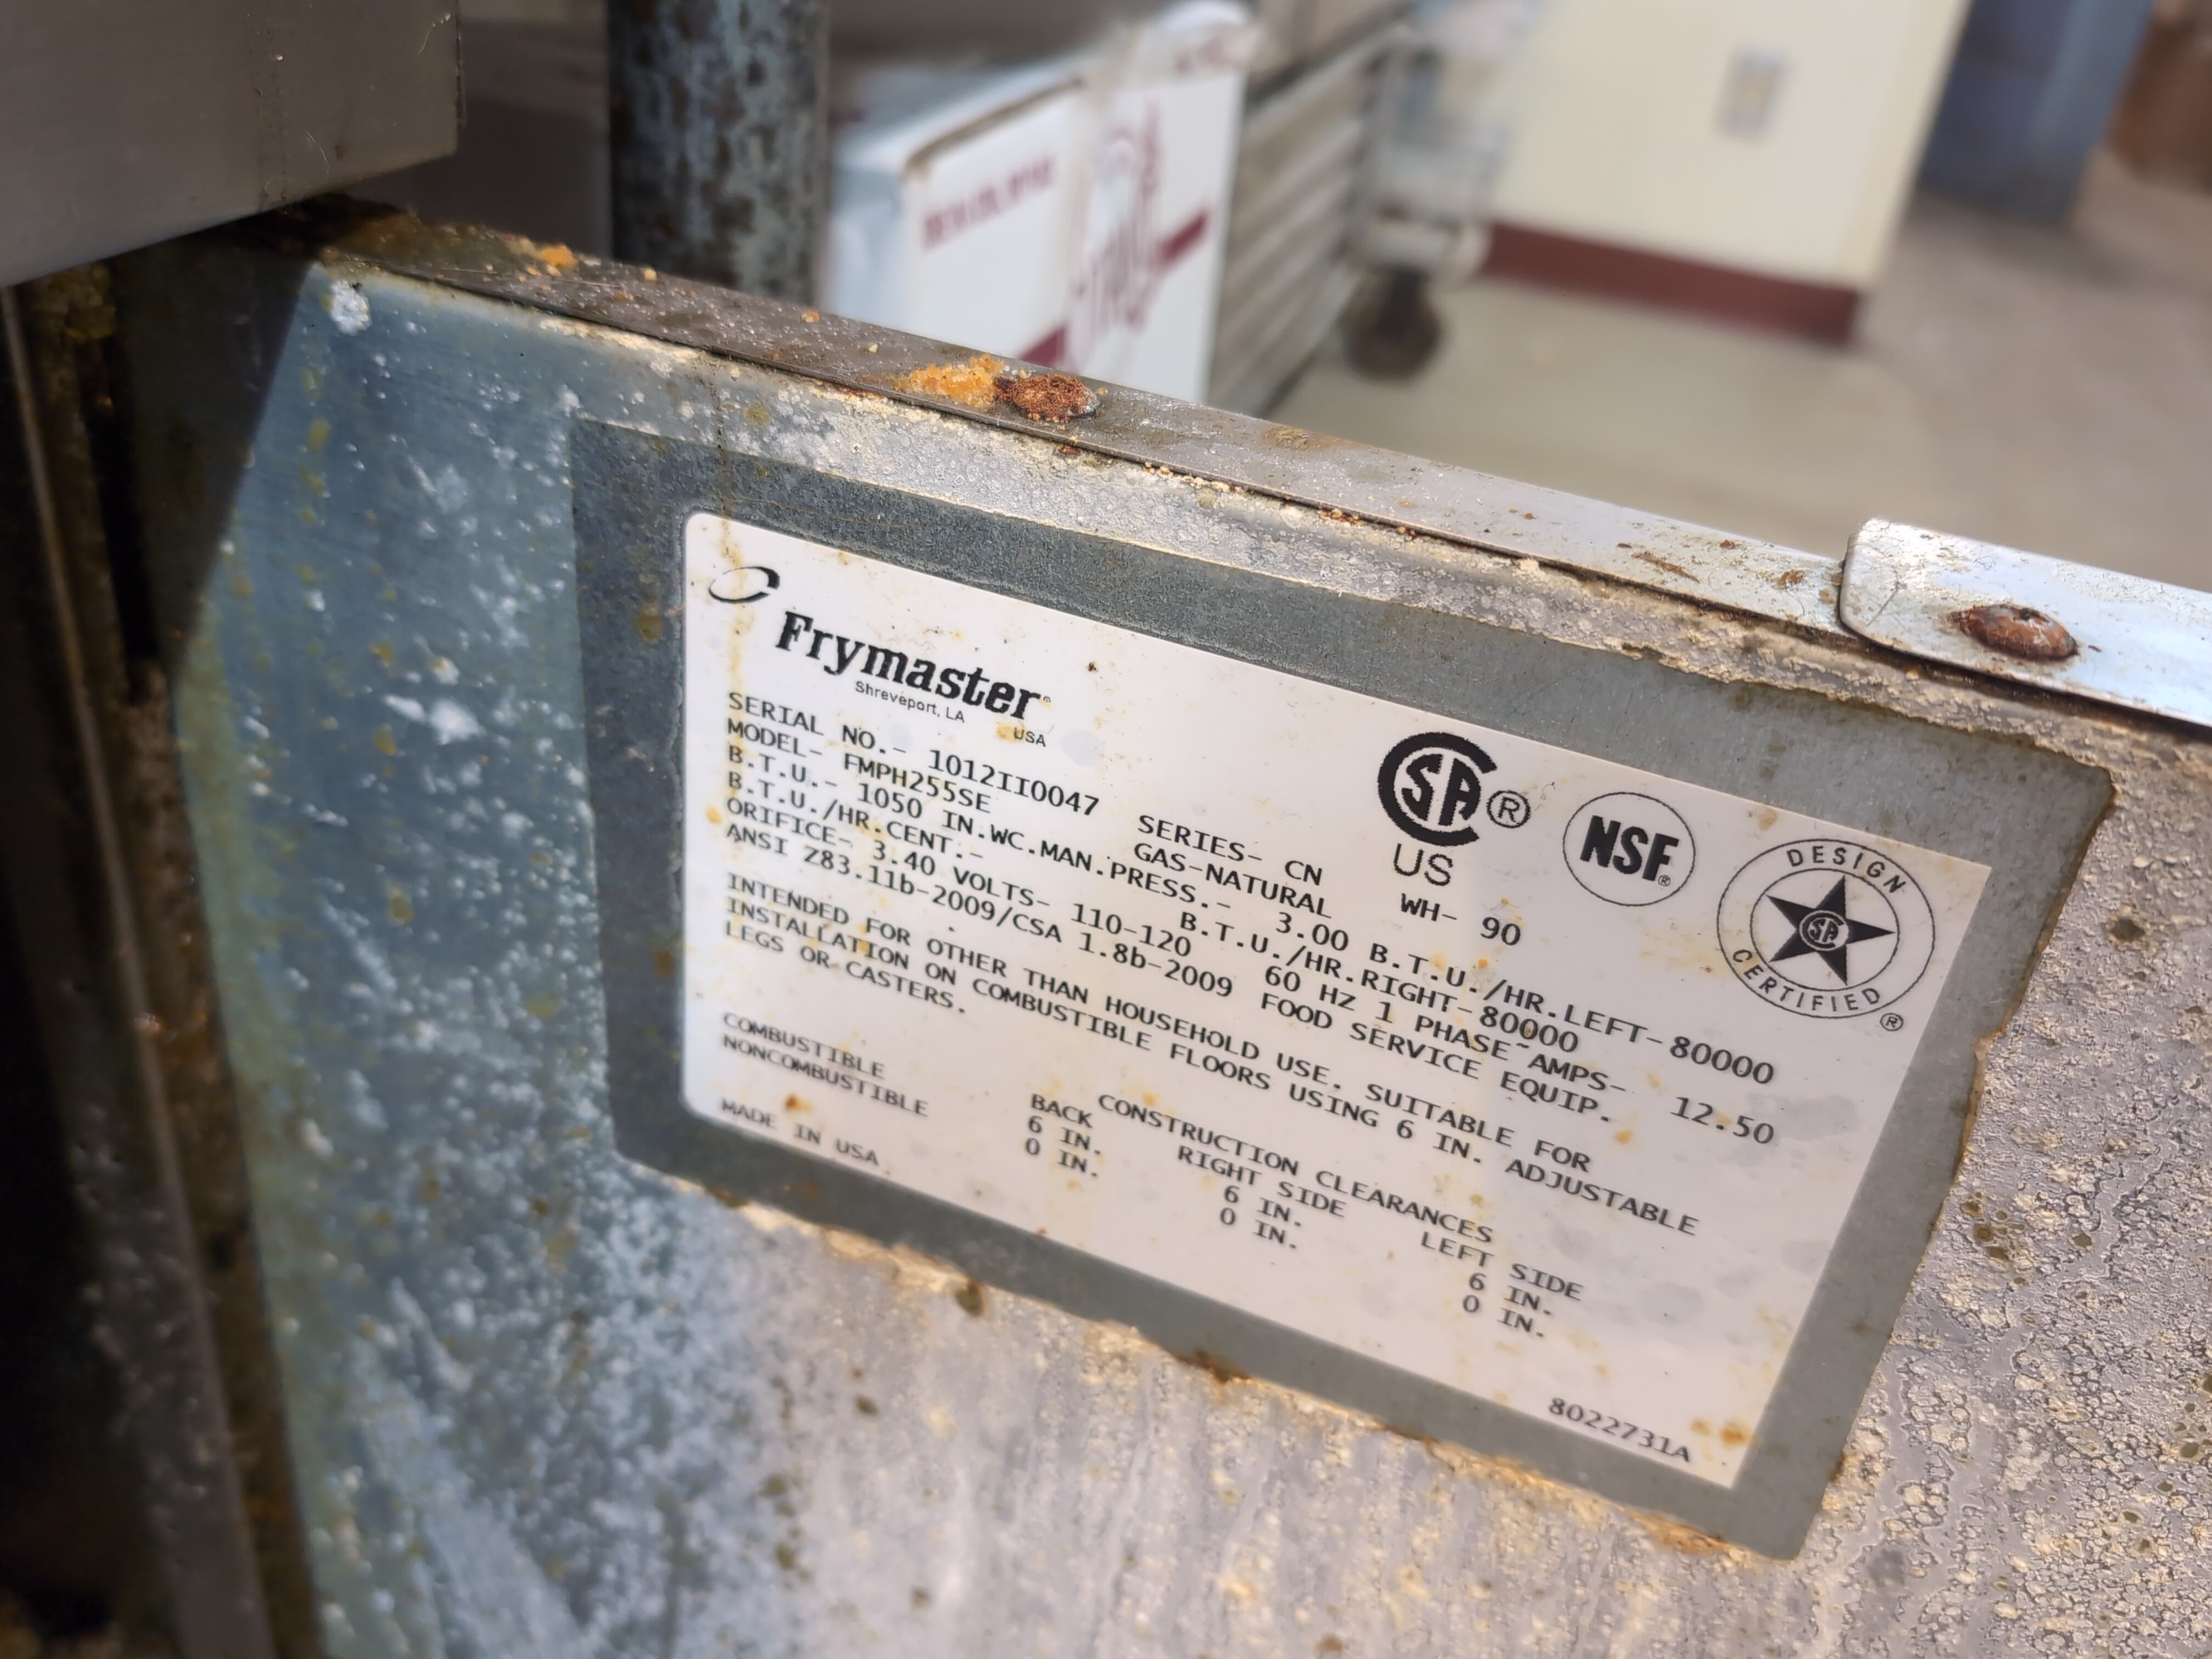 Frymaster®
Shreveport, LA
USA
SERIAL NO.- 1012II0047 SERIES- CN WH- 90
MODEL- FMPH255SE GAS-NATURAL
B.T.U.- 1050 IN.WC.MAN.PRESS.- 3.00 B.T.U./HR.LEFT-80000
B.T.U./HR.CENT.- B.T.U./HR.RIGHT-80000
ORIFICE- 3.40 VOLTS- 110-120 60 HZ 1 PHASE AMPS- 12.50
ANSI Z83.11b-2009/CSA 1.8b-2009 FOOD SERVICE EQUIP.
INTENDED FOR OTHER THAN HOUSEHOLD USE. SUITABLE FOR
INSTALLATION ON COMBUSTIBLE FLOORS USING 6 IN. ADJUSTABLE
LEGS OR CASTERS.
CONSTRUCTION CLEARANCES
BACK RIGHT SIDE LEFT SIDE
COMBUSTIBLE 6 IN. 6 IN. 6 IN.
NONCOMBUSTIBLE 0 IN. 0 IN. 0 IN.
MADE IN USA
8022731A
SA®
US
NSF®
DESIGN
SA
CERTIFIED®